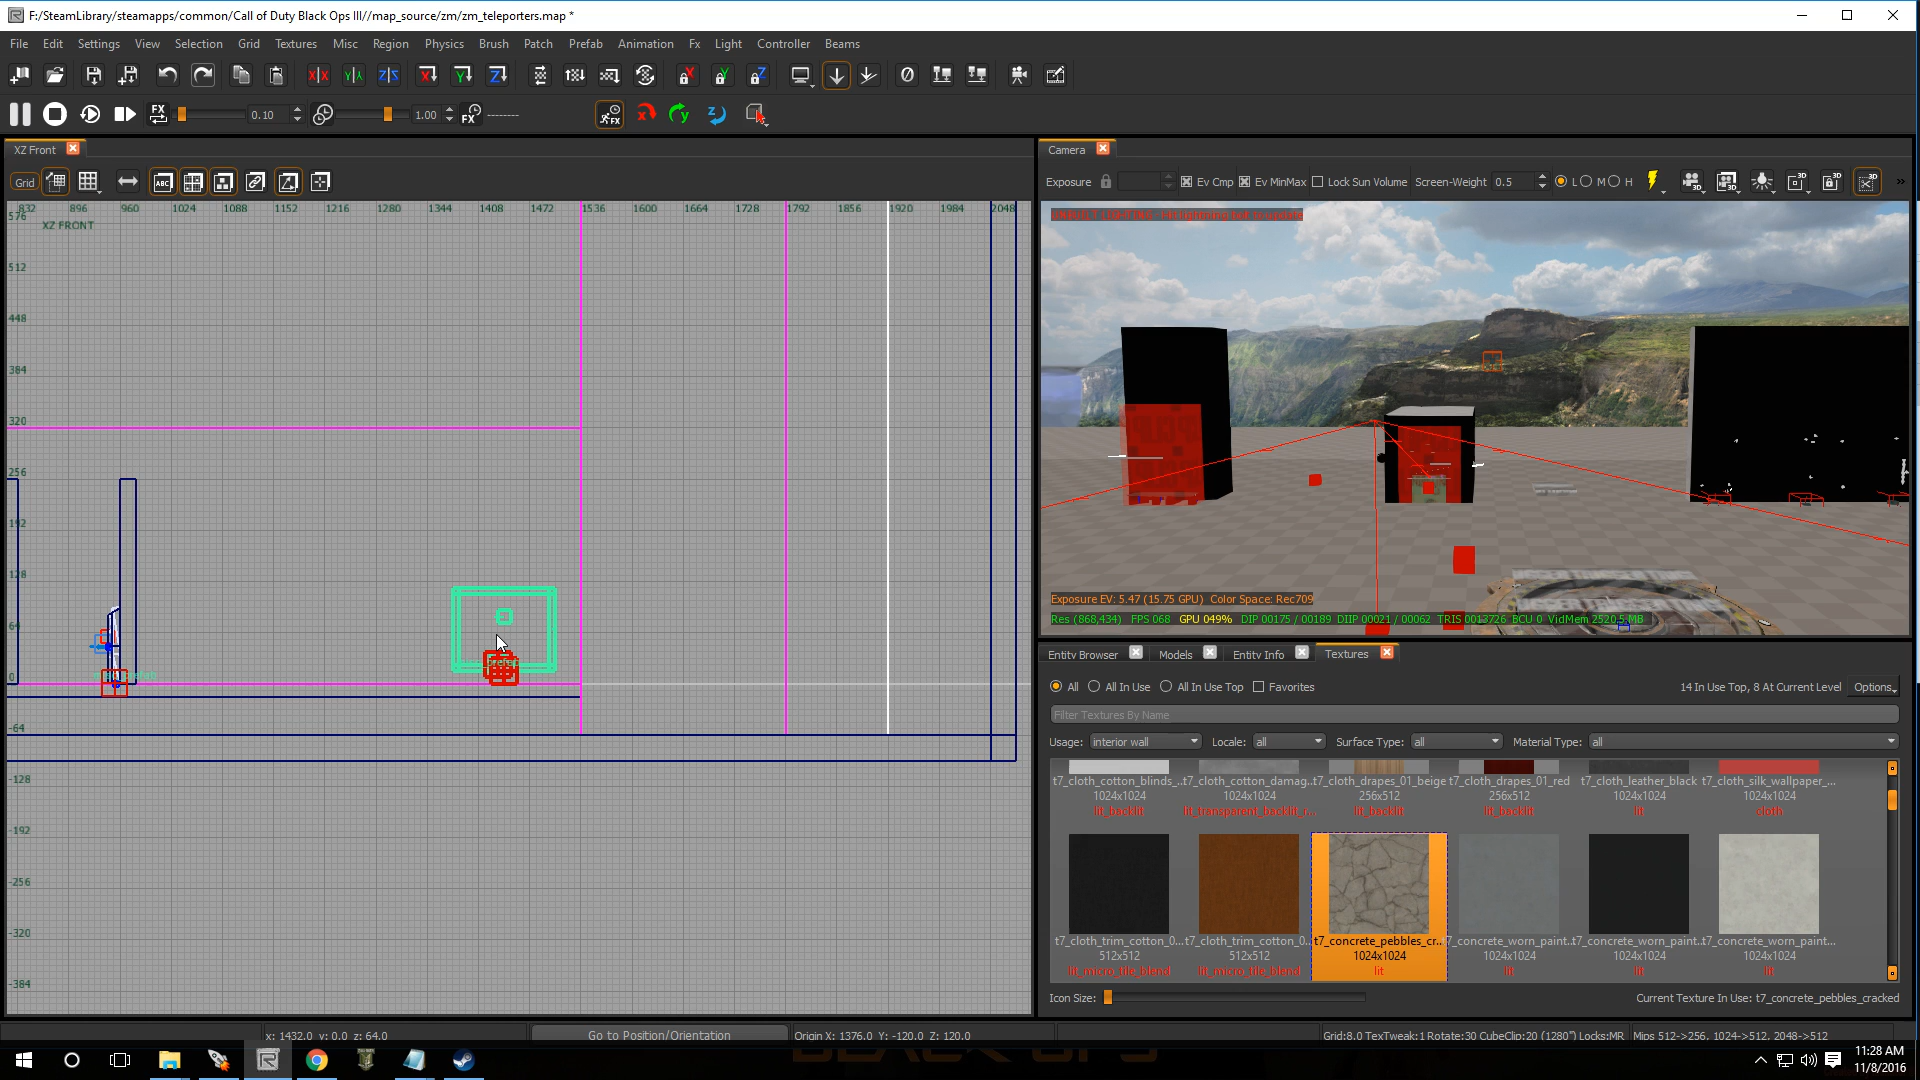 F:/SteamLibrary/steamapps/common/Call of Duty Black Ops III//map_source/zm/zm_teleporters.map *
File Edit Settings View Selection Grid Textures Misc Region Physics Brush Patch Prefab Animation Fx Light Controller Beams
FX 0.10 1.00 FX --------
XZ Front
Camera
Grid ABC
Exposure Ev Cmp Ev MinMax Lock Sun Volume Screen-Weight 0.5 L M H
832 896 960 1024 1088 1152 1216 1280 1344 1408 1472 1536 1600 1664 1728 1792 1856 1920 1984 2048
576
XZ FRONT
512
448
384
320
256
192
128
64
0
-64
-128
-192
-256
-320
-384
Exposure EV: 5.47 (15.75 GPU) Color Space: Rec709
Res (868,434) FPS 068 GPU 049% DIP 00175 / 00189 DIIP 00021 / 00062 TRIS 0013726 BCU 0 VidMem 2520.5 MB
Entity Browser Models Entity Info Textures
All All In Use All In Use Top Favorites 14 In Use Top, 8 At Current Level Options
Filter Textures By Name
Usage: interior wall Locale: all Surface Type: all Material Type: all
t7_cloth_cotton_blinds_... t7_cloth_cotton_damag... t7_cloth_drapes_01_beige t7_cloth_drapes_01_red t7_cloth_leather_black t7_cloth_silk_wallpaper_...
1024x1024 1024x1024 256x512 256x512 1024x1024 1024x1024
lit_backlit lit_transparent_backlit_r... lit_backlit lit_backlit lit cloth
t7_cloth_trim_cotton_0... t7_cloth_trim_cotton_0... t7_concrete_pebbles_cr... t7_concrete_worn_paint... t7_concrete_worn_paint... t7_concrete_worn_paint...
512x512 512x512 1024x1024 1024x1024 1024x1024 1024x1024
lit_micro_tile_blend lit_micro_tile_blend lit lit lit lit
Icon Size: Current Texture In Use: t7_concrete_pebbles_cracked
x: 1432.0 y: 0.0 z: 64.0 Go to Position/Orientation Origin X: 1376.0 Y: -120.0 Z: 120.0 Grid:8.0 TexTweak:1 Rotate:30 CubeClip:20 (1280") Locks:MR Mips 512->256, 1024->512, 2048->512
11:28 AM
11/8/2016